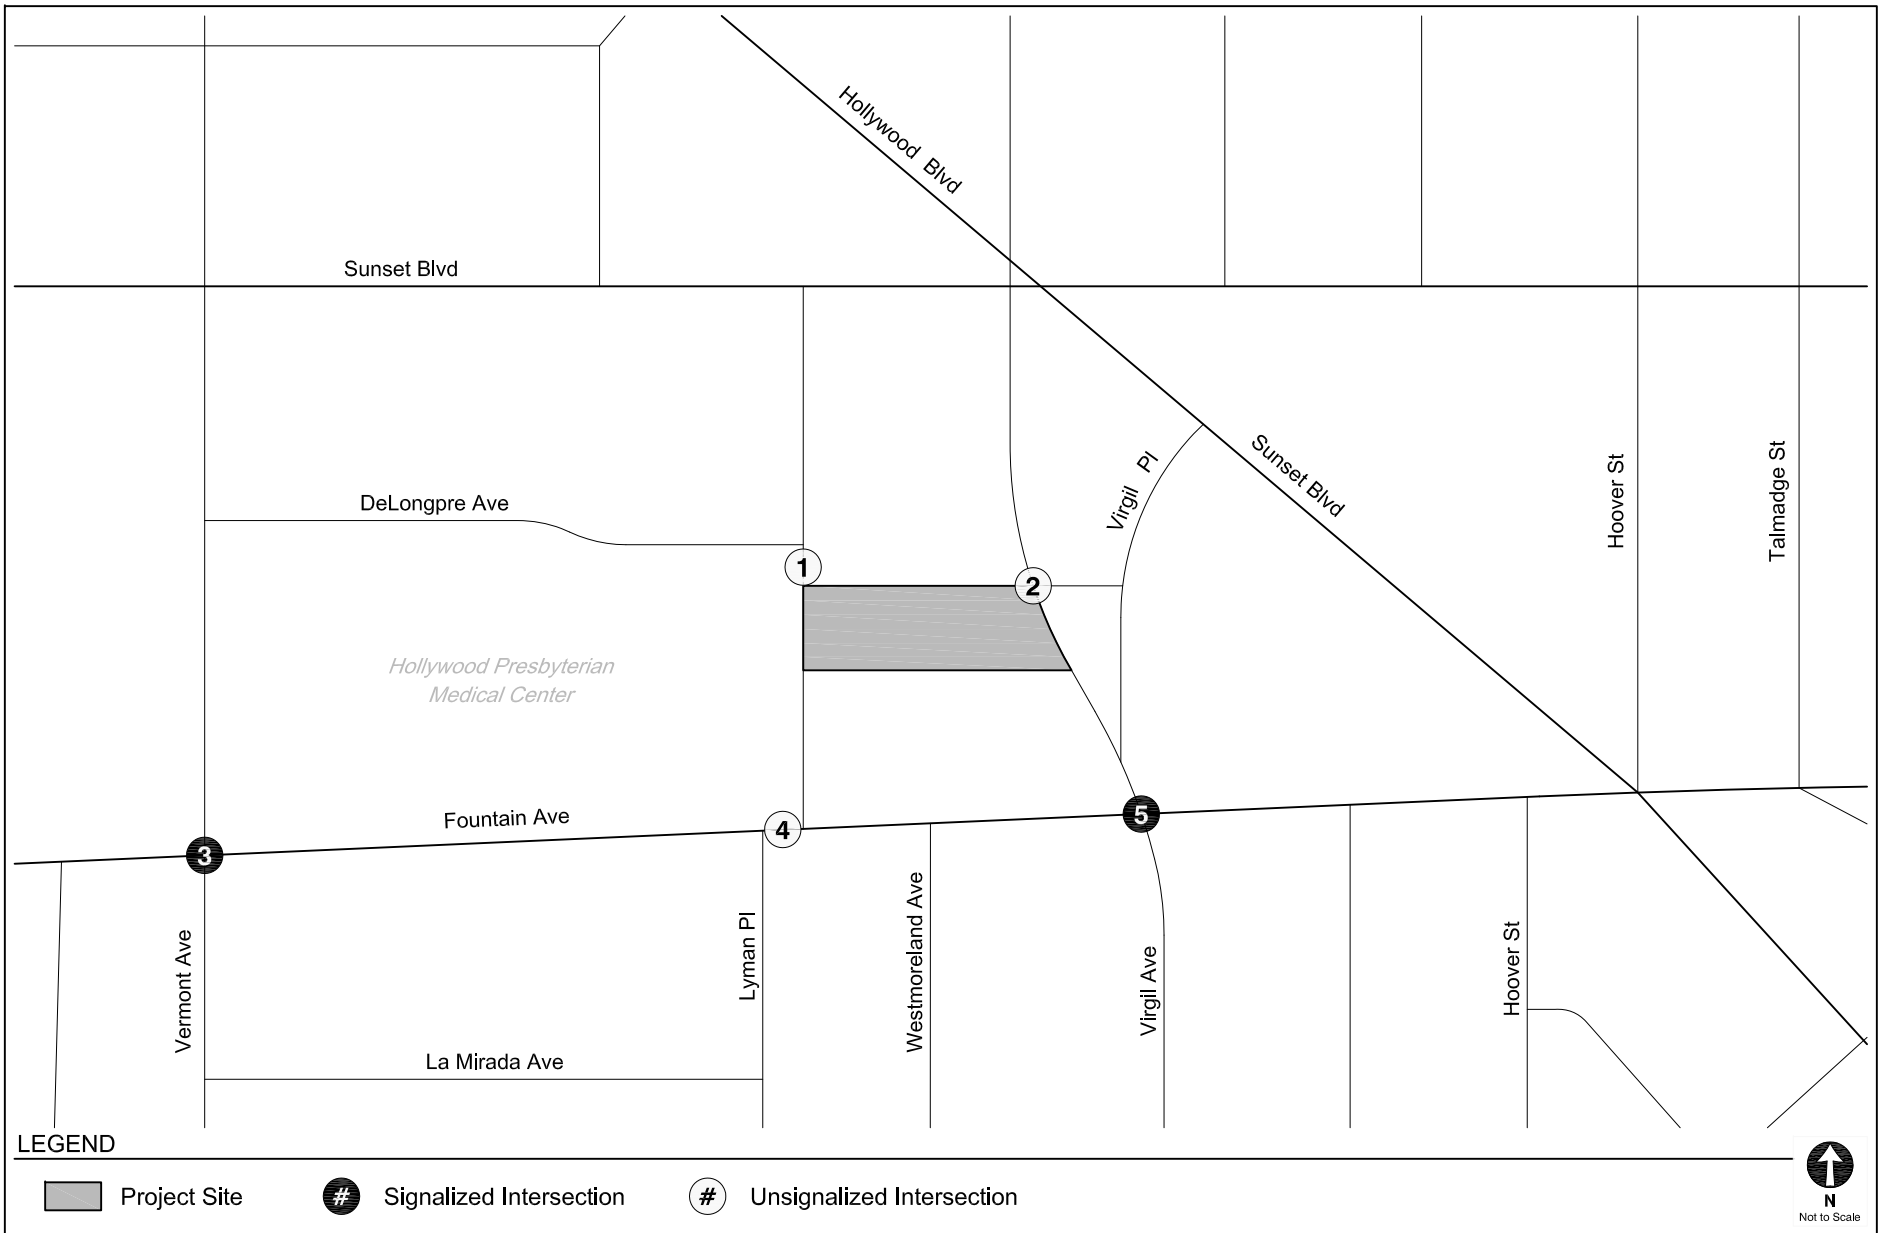 Hollywood Blvd
Sunset Blvd
Sunset Blvd
Virgil Pl
Hoover St
Talmadge St
DeLongpre Ave
1
2
Hollywood Presbyterian
Medical Center
Fountain Ave
3
4
5
Vermont Ave
Lyman Pl
Westmoreland Ave
Virgil Ave
Hoover St
La Mirada Ave
LEGEND
Project Site
# Signalized Intersection
# Unsignalized Intersection
N
Not to Scale